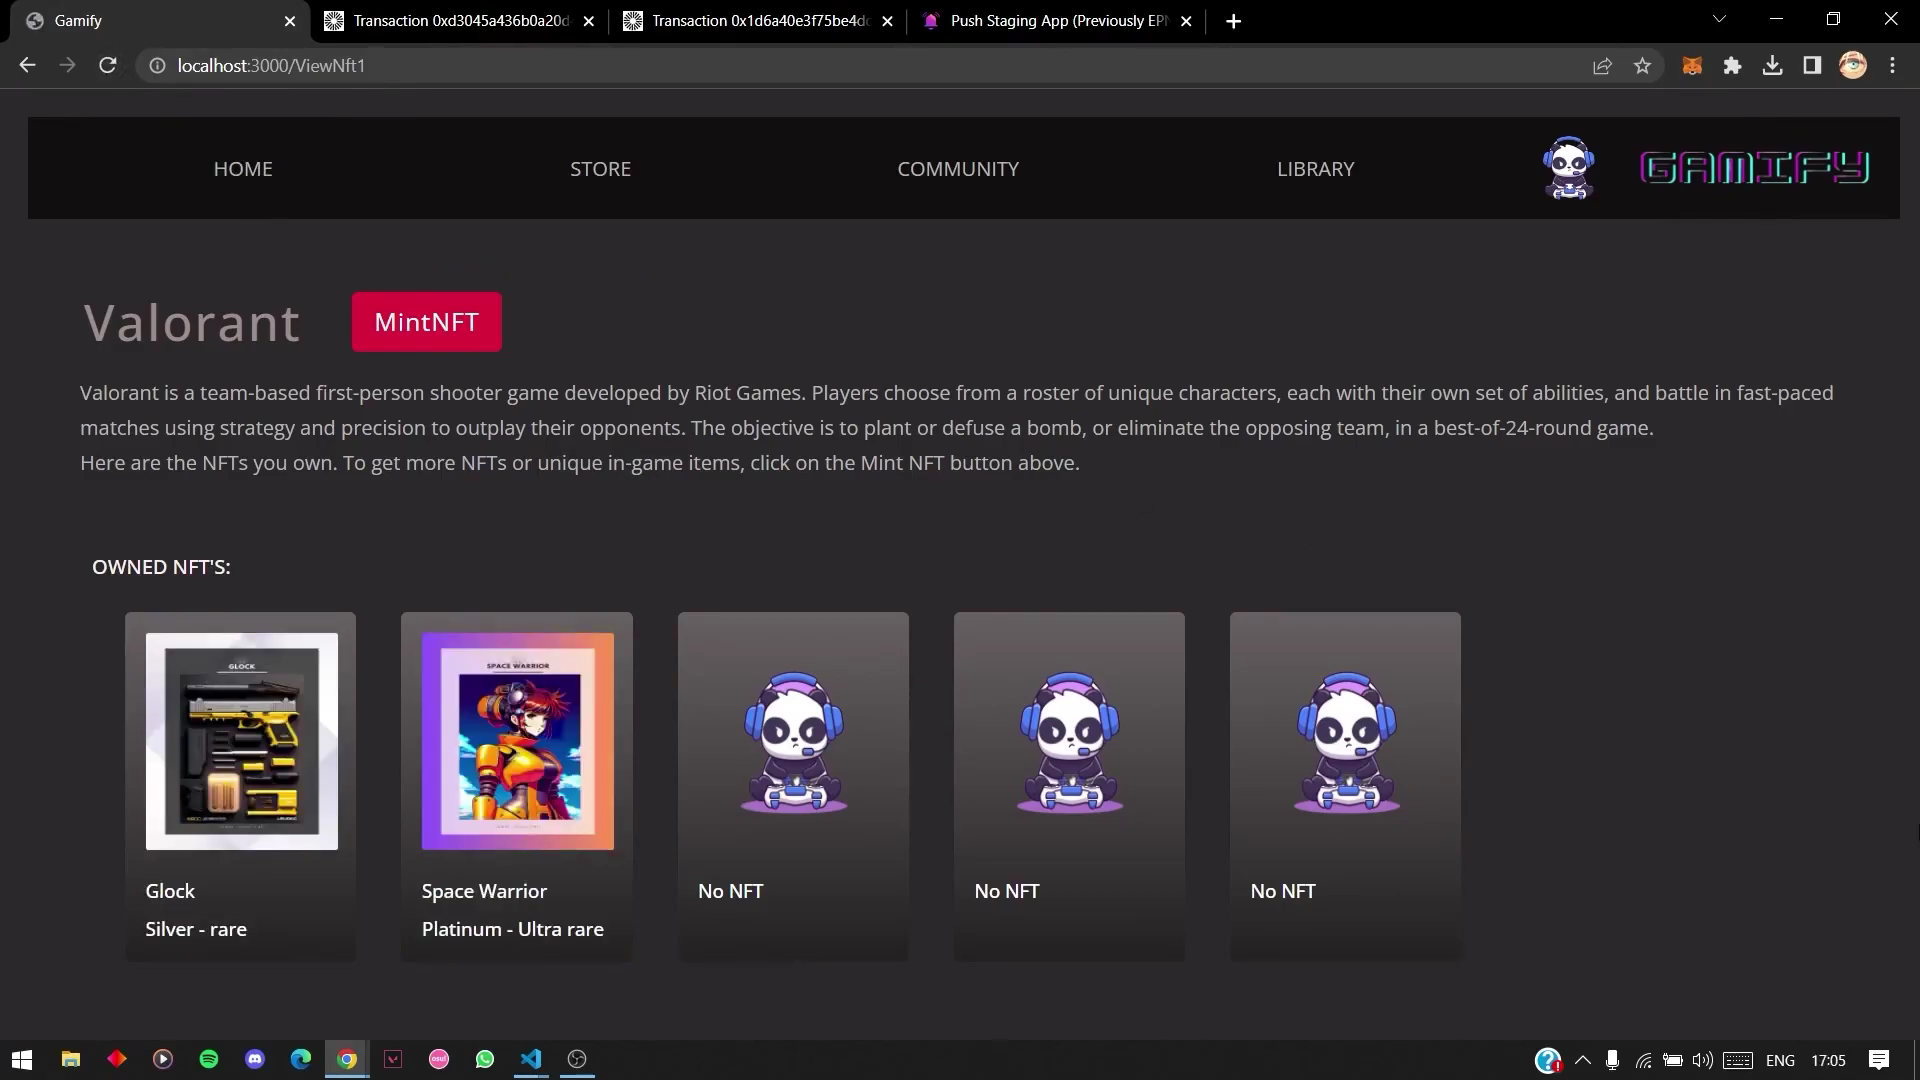 Gamify
Transaction 0xd3045a436b0a20d
Transaction 0x1d6a40e3f75be4dc
Push Staging App (Previously EPN
localhost:3000/ViewNft1
HOME
STORE
COMMUNITY
LIBRARY
GAMIFY
Valorant
MintNFT
Valorant is a team-based first-person shooter game developed by Riot Games. Players choose from a roster of unique characters, each with their own set of abilities, and battle in fast-paced
matches using strategy and precision to outplay their opponents. The objective is to plant or defuse a bomb, or eliminate the opposing team, in a best-of-24-round game.
Here are the NFTs you own. To get more NFTs or unique in-game items, click on the Mint NFT button above.
OWNED NFT'S:
GLOCK
SPACE WARRIOR
Glock
Silver - rare
Space Warrior
Platinum - Ultra rare
No NFT
No NFT
No NFT
osu!
ENG
17:05